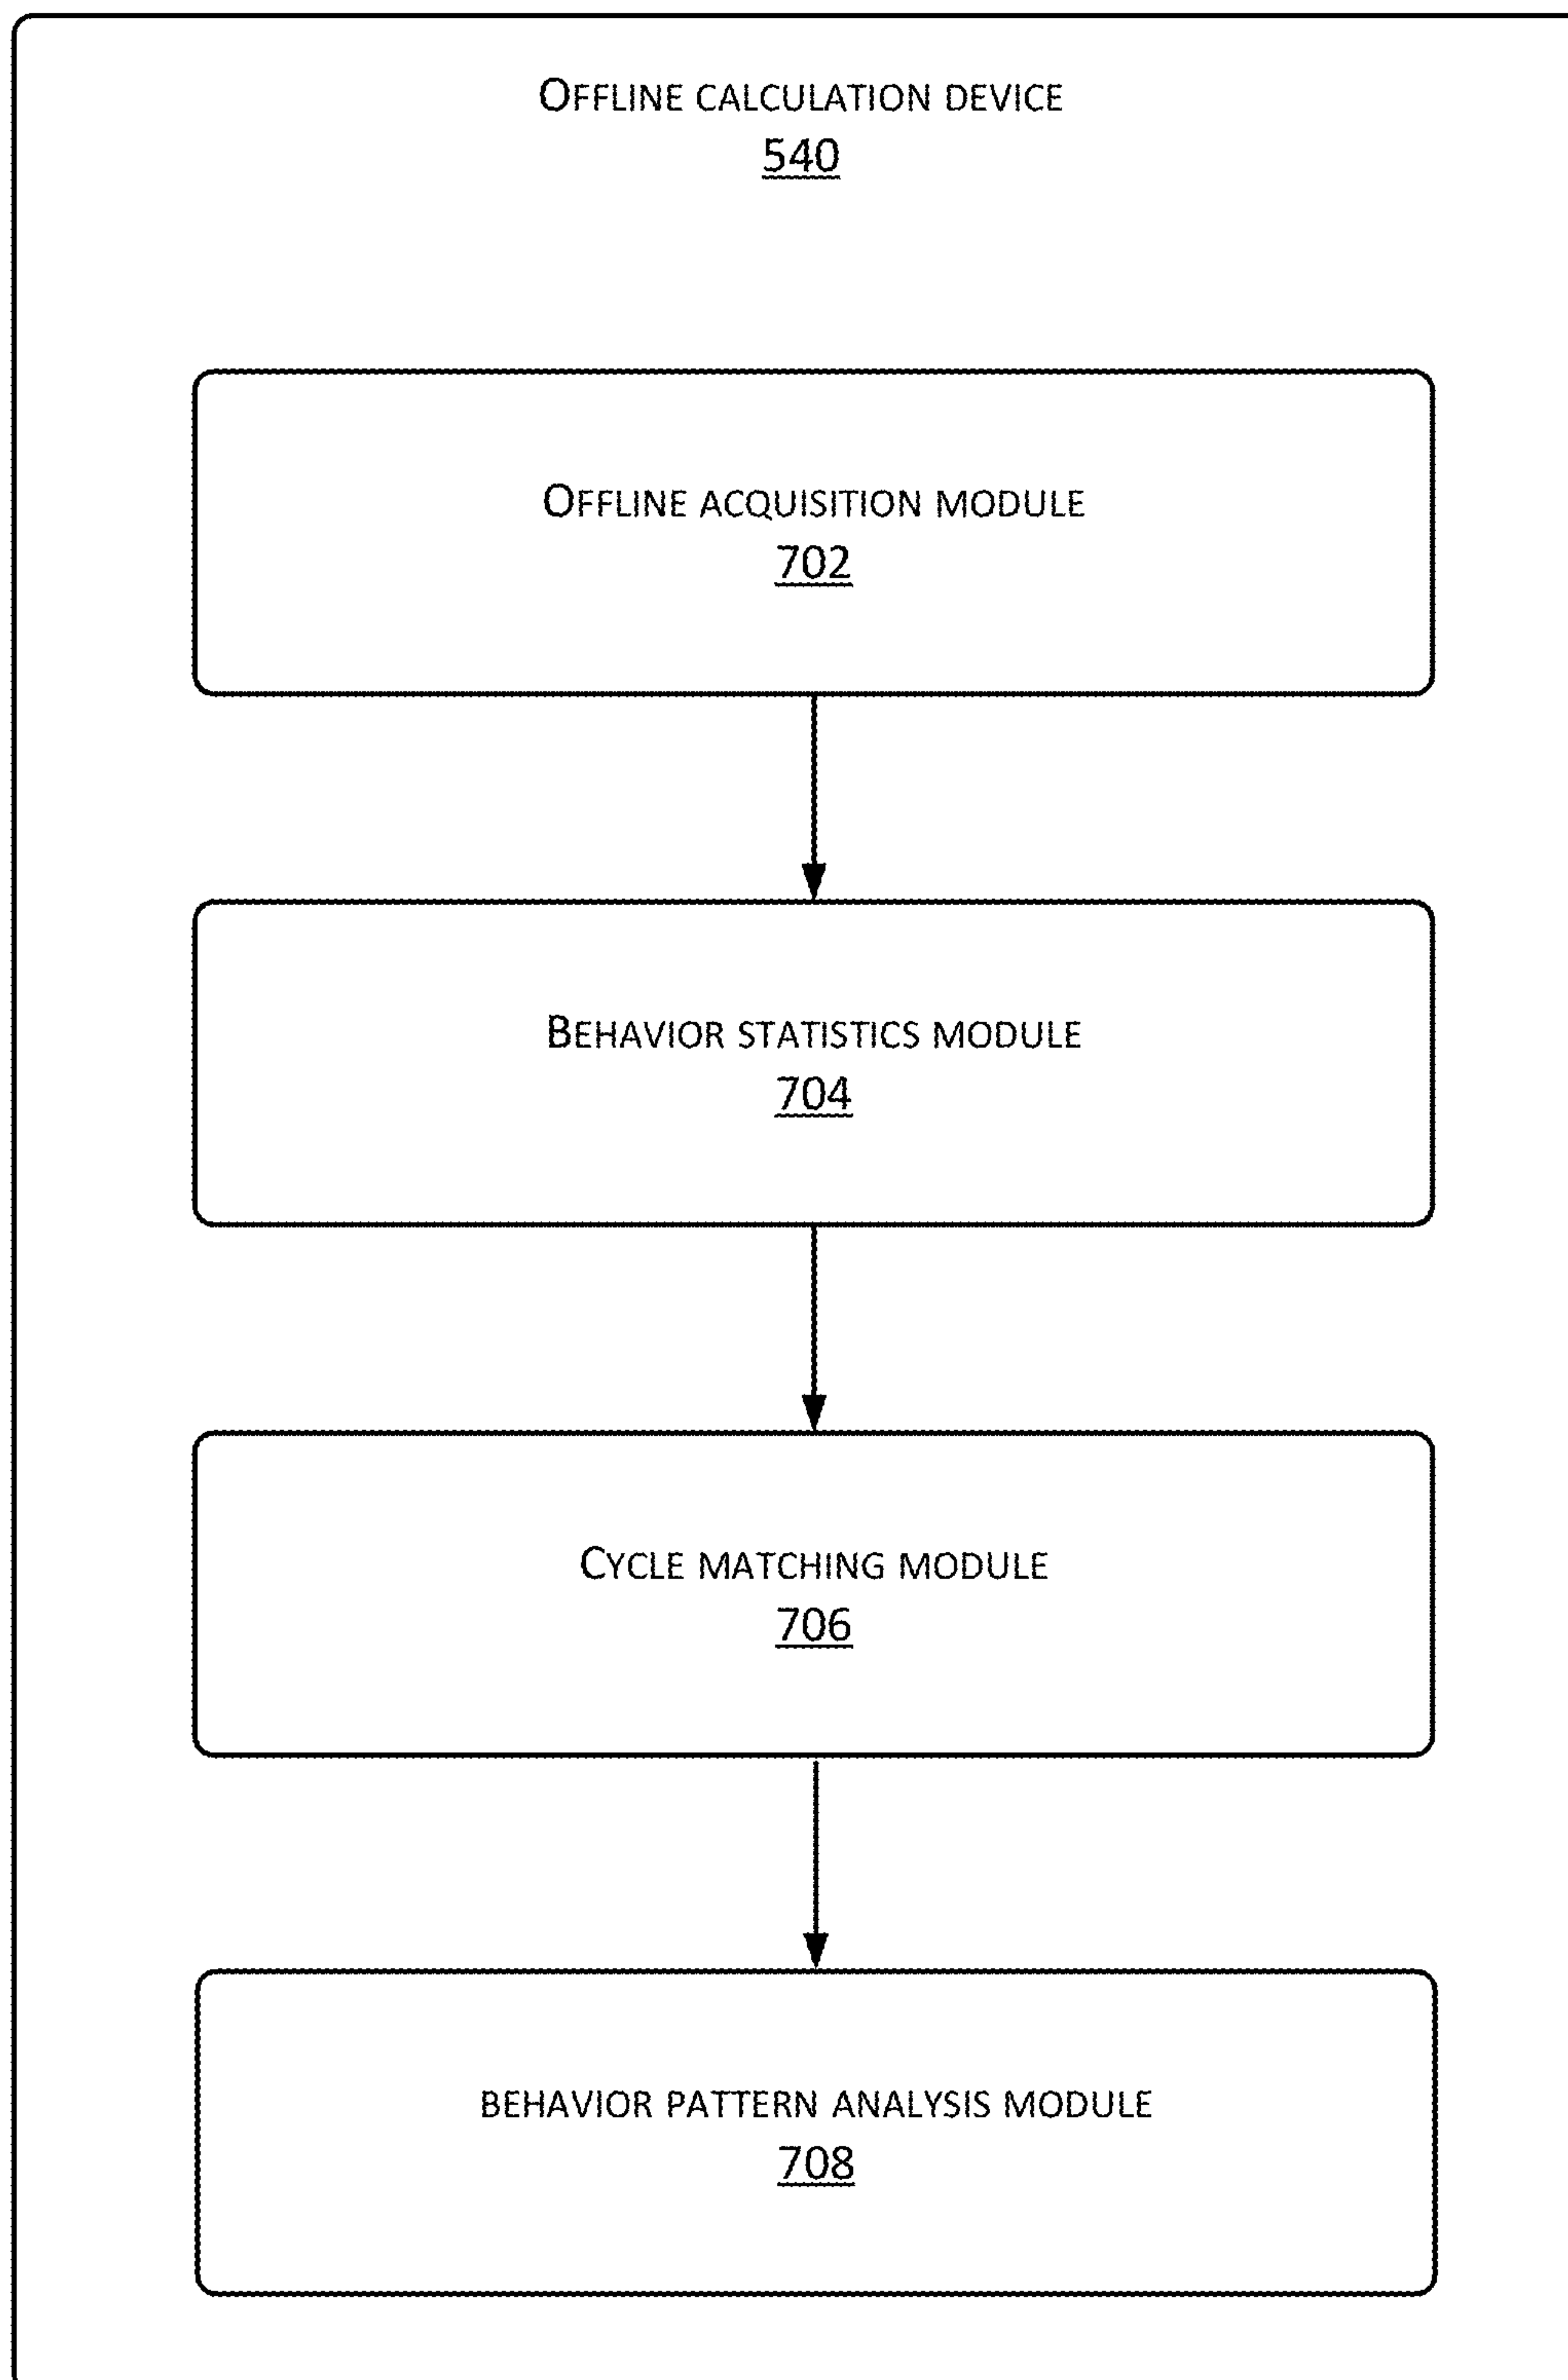 Offline calculation device
540
Offline acquisition module
702
Behavior statistics module
704
Cycle matching module
706
behavior pattern analysis module
708